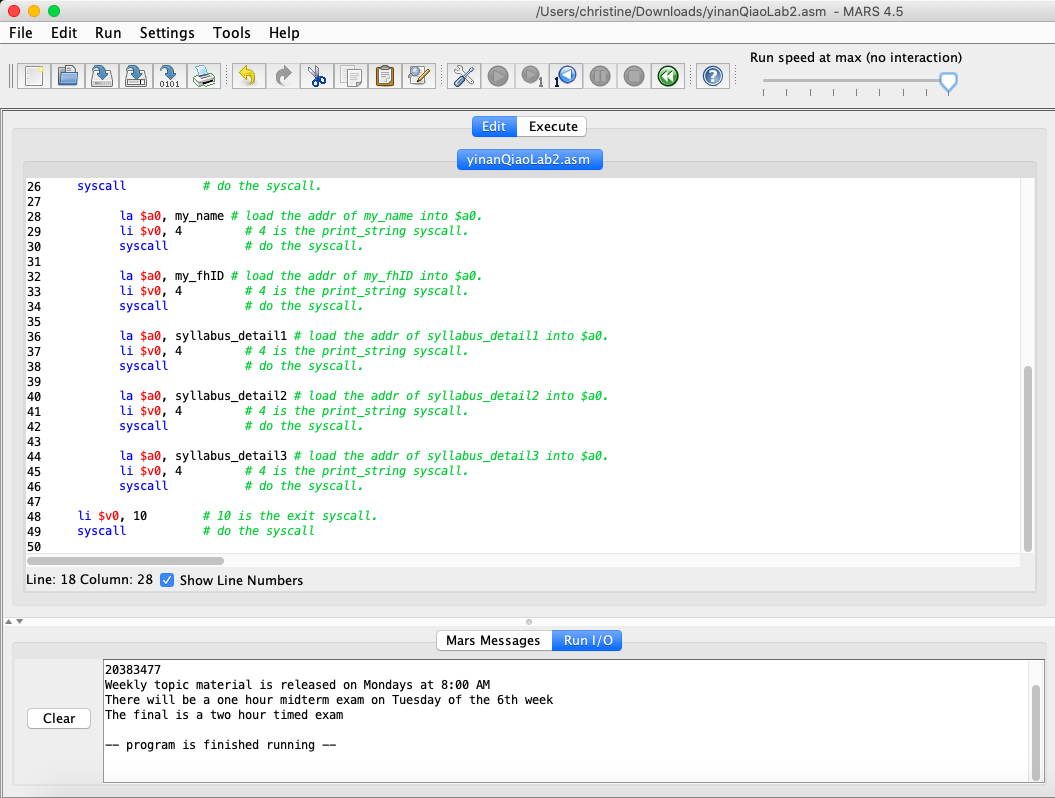 /Users/christine/Downloads/yinanQiaoLab2.asm - MARS 4.5
File Edit Run Settings Tools Help
Run speed at max (no interaction)
0101
1
1
?
Edit Execute
yinanQiaoLab2.asm
26 syscall # do the syscall.
27
28 la $a0, my_name # load the addr of my_name into $a0.
29 li $v0, 4 # 4 is the print_string syscall.
30 syscall # do the syscall.
31
32 la $a0, my_fhID # load the addr of my_fhID into $a0.
33 li $v0, 4 # 4 is the print_string syscall.
34 syscall # do the syscall.
35
36 la $a0, syllabus_detail1 # load the addr of syllabus_detail1 into $a0.
37 li $v0, 4 # 4 is the print_string syscall.
38 syscall # do the syscall.
39
40 la $a0, syllabus_detail2 # load the addr of syllabus_detail2 into $a0.
41 li $v0, 4 # 4 is the print_string syscall.
42 syscall # do the syscall.
43
44 la $a0, syllabus_detail3 # load the addr of syllabus_detail3 into $a0.
45 li $v0, 4 # 4 is the print_string syscall.
46 syscall # do the syscall.
47
48 li $v0, 10 # 10 is the exit syscall.
49 syscall # do the syscall
50
Line: 18 Column: 28 Show Line Numbers
Mars Messages Run I/O
Clear
20383477
Weekly topic material is released on Mondays at 8:00 AM
There will be a one hour midterm exam on Tuesday of the 6th week
The final is a two hour timed exam
-- program is finished running --